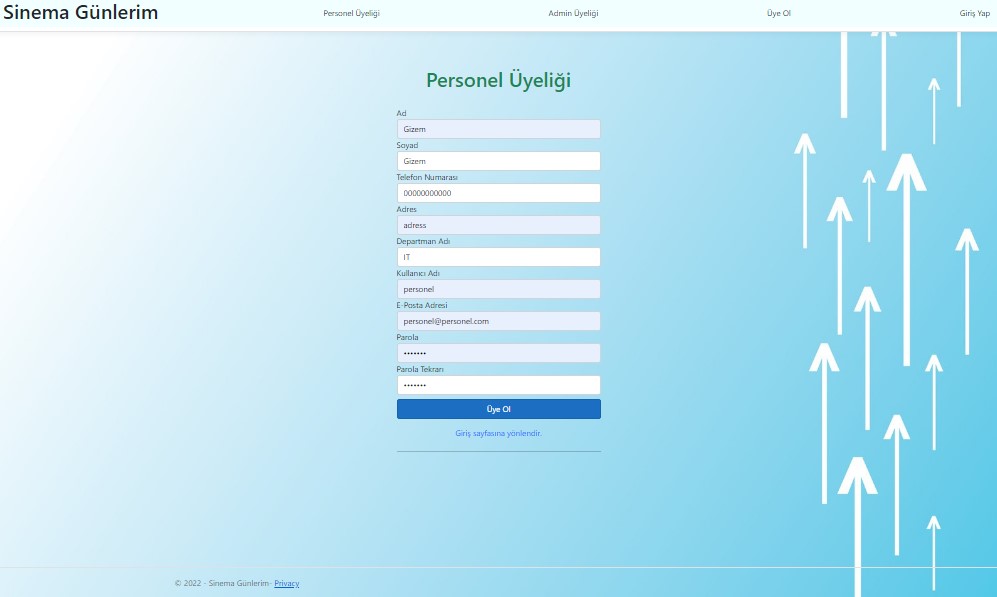 Sinema Günlerim
Personel Üyeliği
Admin Üyeliği
Üye Ol
Giriş Yap
Personel Üyeliği
Ad
Gizem
Soyad
Gizem
Telefon Numarası
00000000000
Adres
adress
Departman Adı
IT
Kullanıcı Adı
personel
E-Posta Adresi
personel@personel.com
Parola
•••••••
Parola Tekrarı
•••••••
Üye Ol
Giriş sayfasına yönlendir.
© 2022 - Sinema Günlerim- Privacy